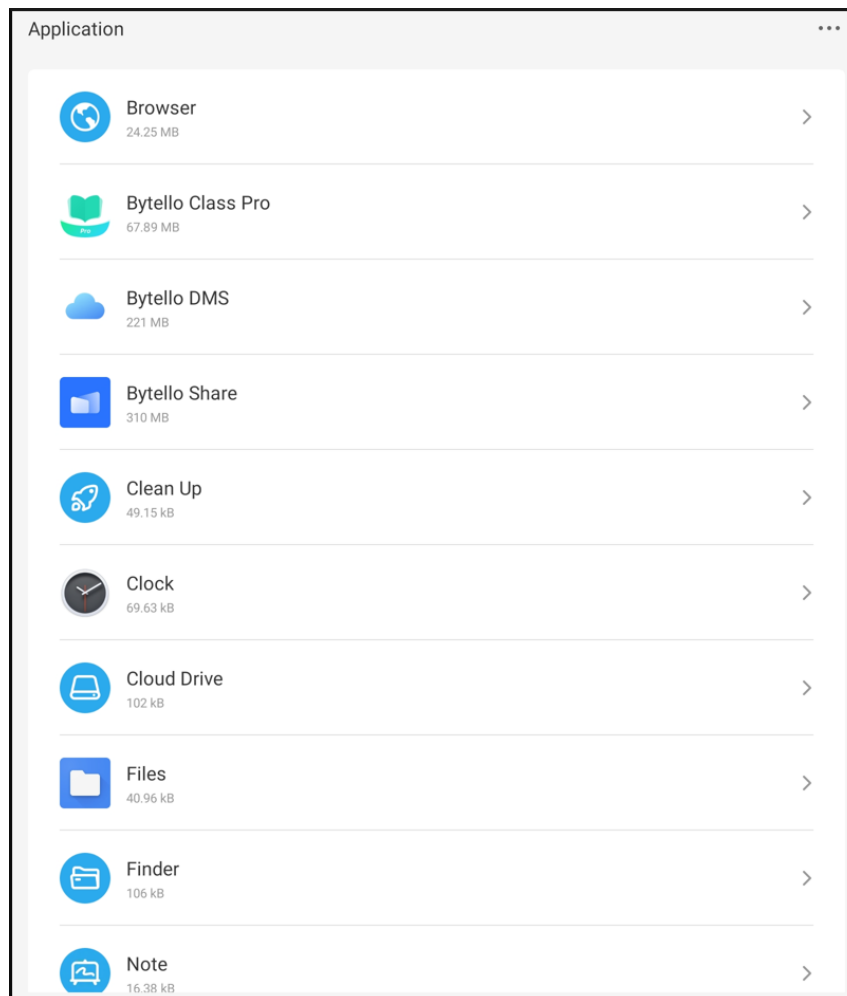 Application
Browser
24.25 MB
Bytello Class Pro
67.89 MB
Pro
Bytello DMS
221 MB
Bytello Share
310 MB
Clean Up
49.15 kB
Clock
69.63 kB
Cloud Drive
102 kB
Files
40.96 kB
Finder
106 kB
Note
16.38 kB